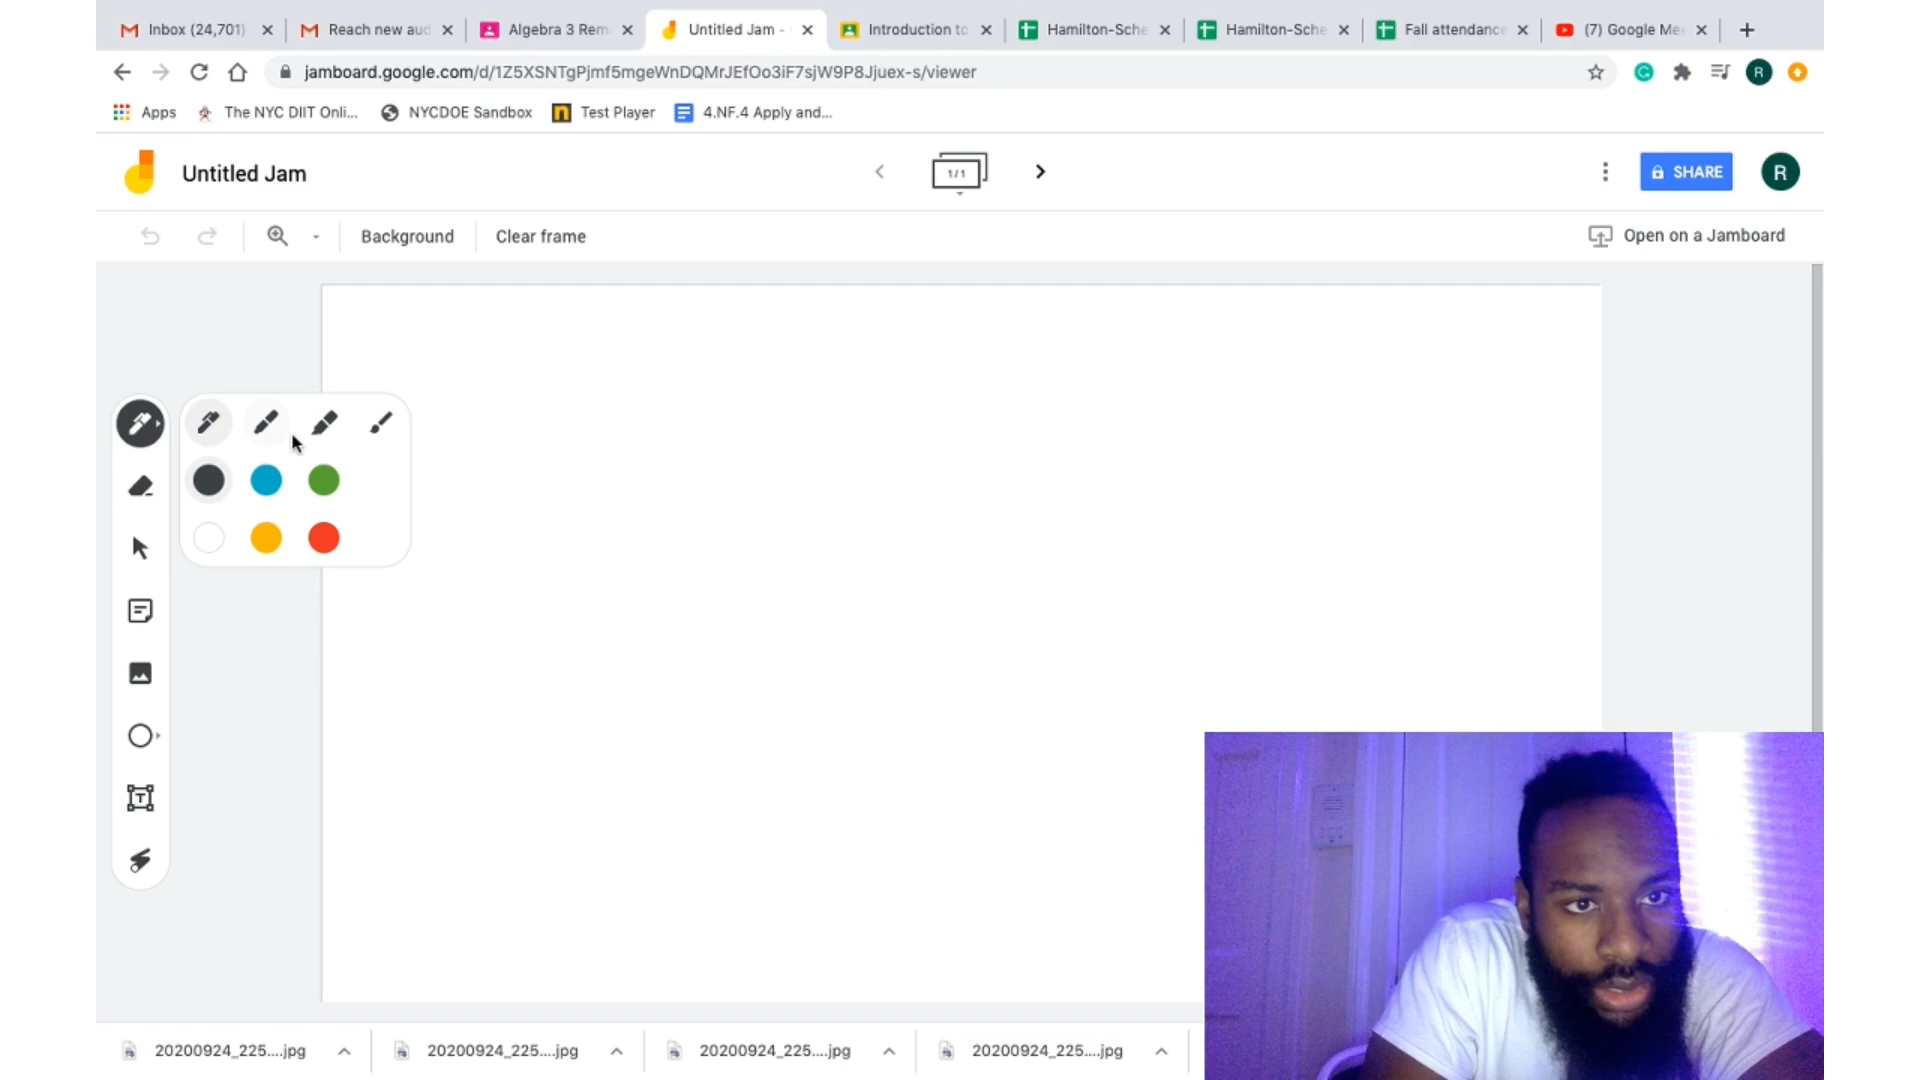 Inbox (24,701) Reach new aud Algebra 3 Rem Untitled Jam - Introduction to Hamilton-Sche Hamilton-Sche Fall attendance (7) Google Mee
jamboard.google.com/d/1Z5XSNTgPjmf5mgeWnDQMrJEfOo3iF7sjW9P8Jjuex-s/viewer R
Apps The NYC DIIT Onli... NYCDOE Sandbox Test Player 4.NF.4 Apply and...
Untitled Jam 1/1 SHARE R
Background Clear frame Open on a Jamboard
T
20200924_225....jpg 20200924_225....jpg 20200924_225....jpg 20200924_225....jpg